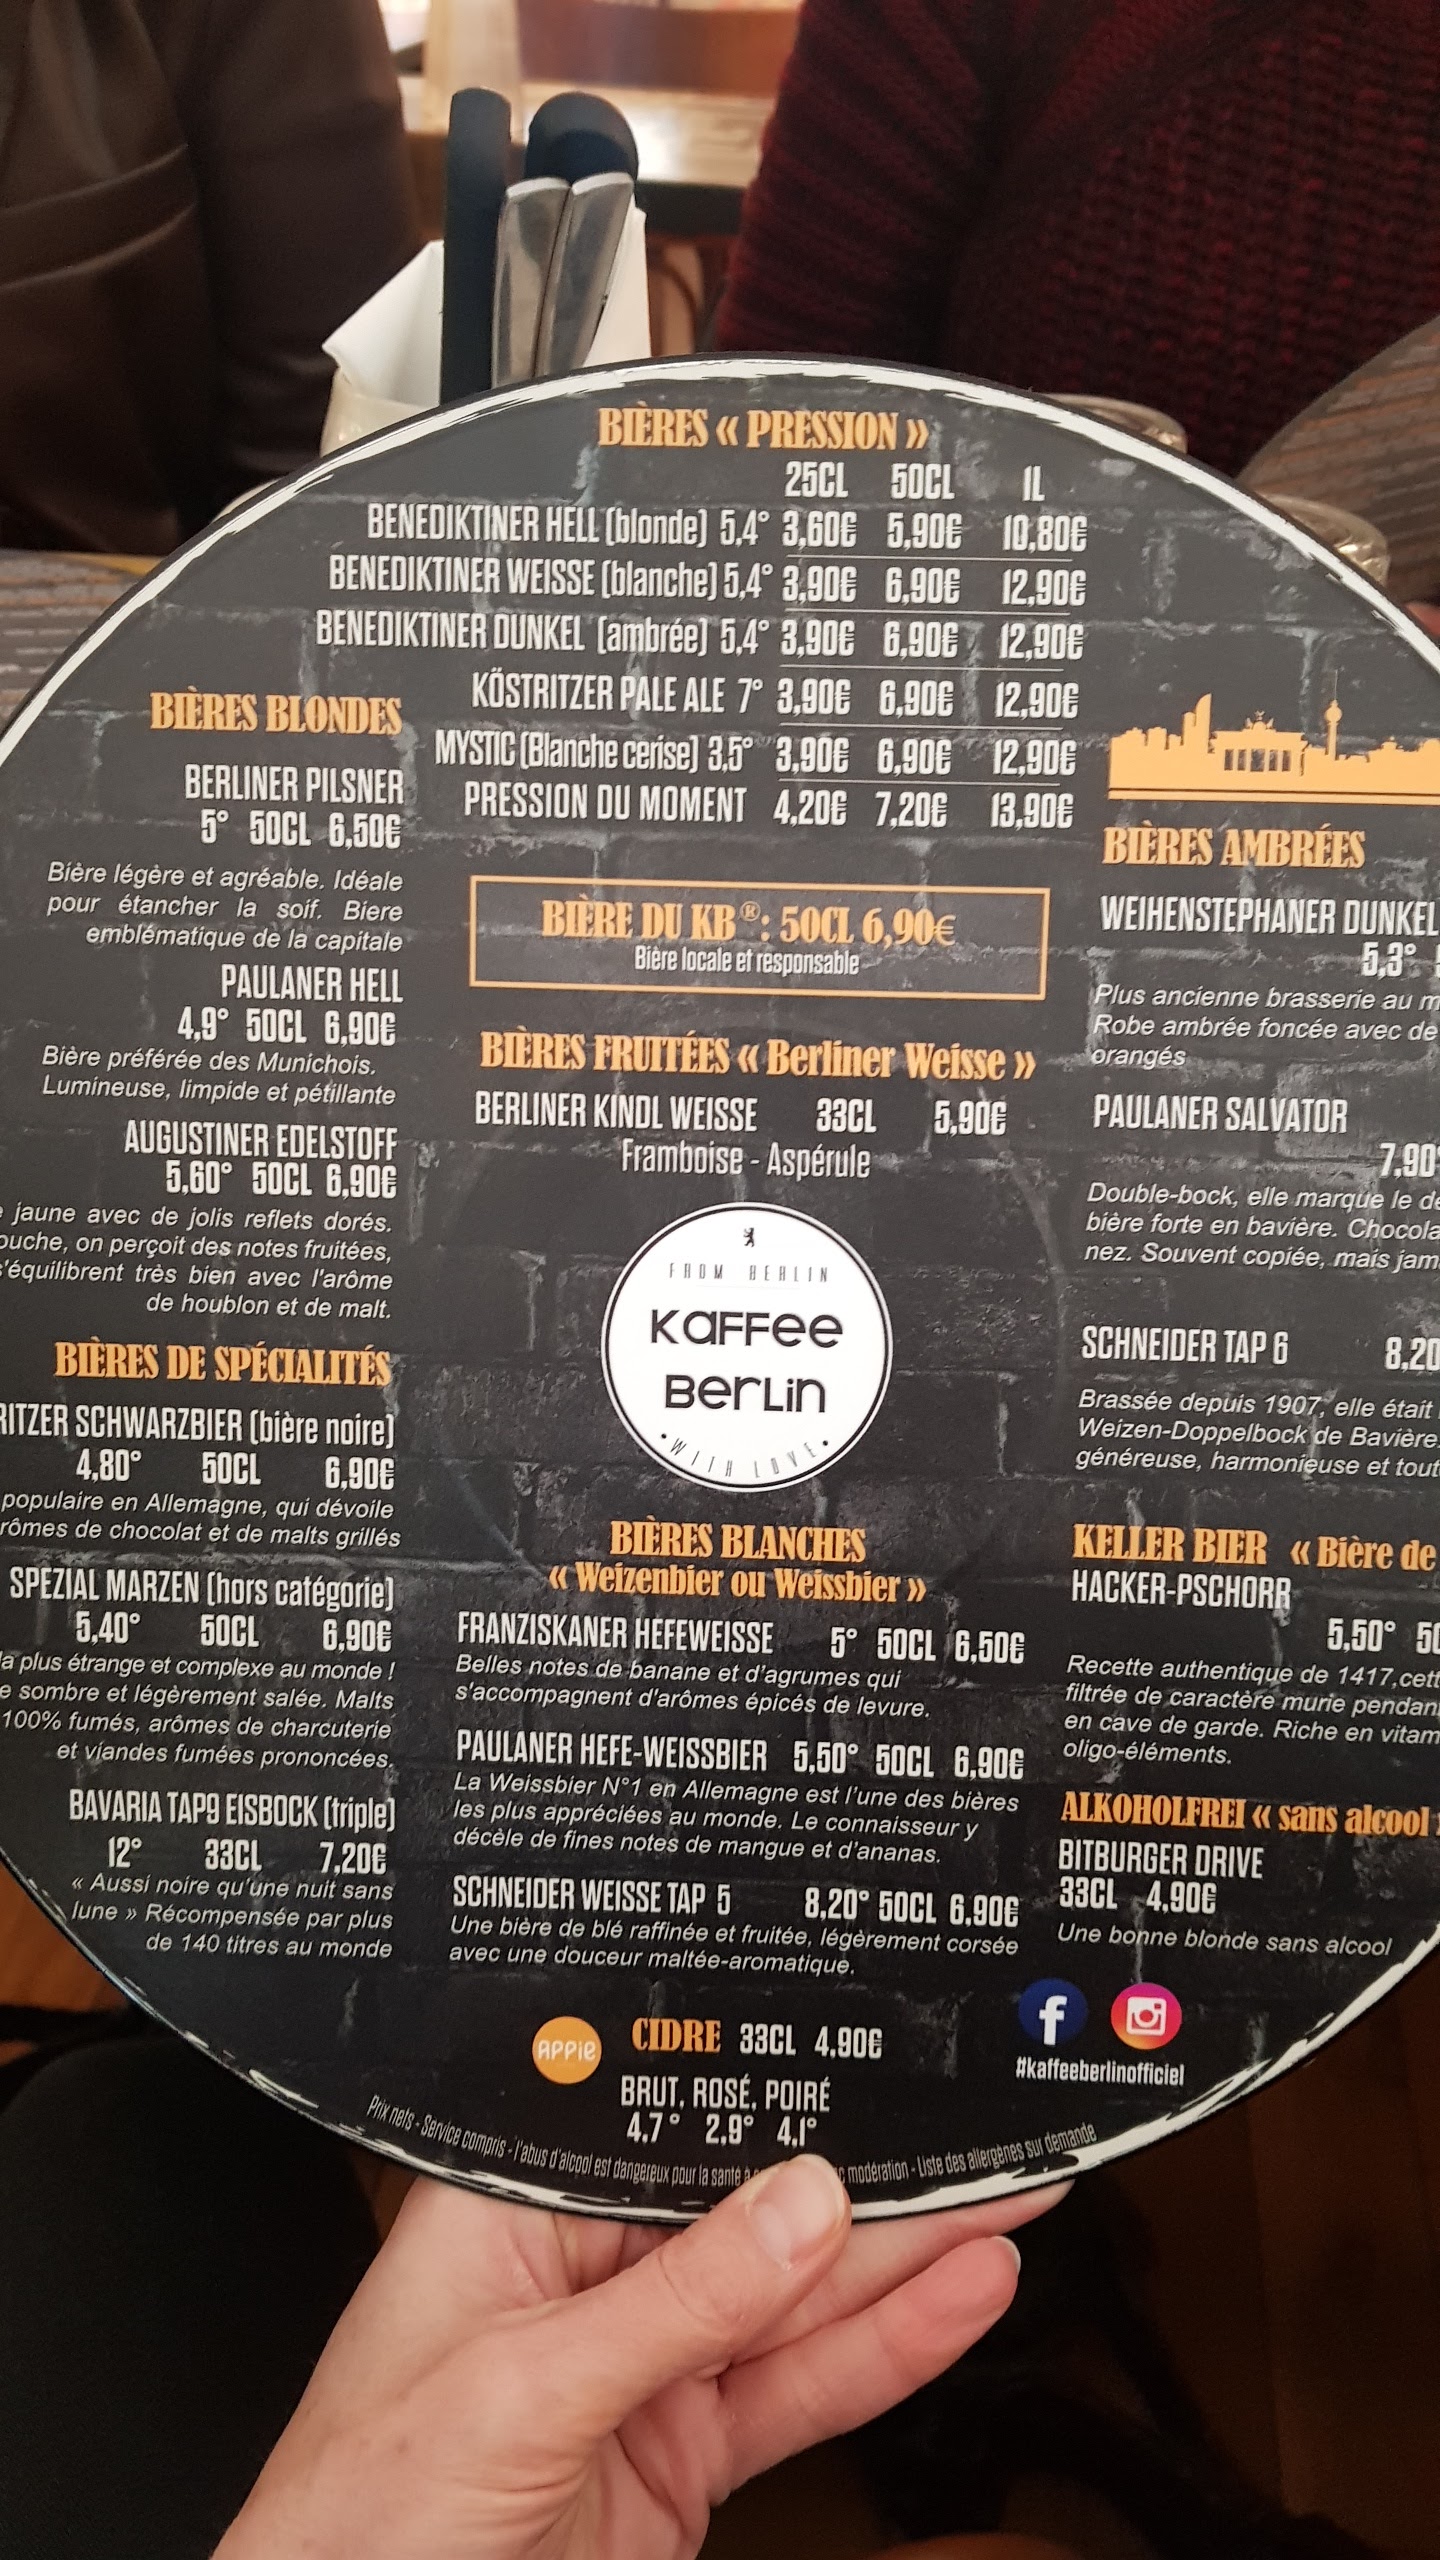 BIÈRES « PRESSION »
25CL 50CL 1L
BENEDIKTINER HELL (blonde) 5,4° 3,60€ 5,90€ 10,80€
BENEDIKTINER WEISSE (blanche) 5,4° 3,90€ 6,90€ 12,90€
BENEDIKTINER DUNKEL (ambrée) 5,4° 3,90€ 6,90€ 12,90€
KÖSTRITZER PALE ALE 7° 3,90€ 6,90€ 12,90€
MYSTIC (Blanche cerise) 3,5° 3,90€ 6,90€ 12,90€
PRESSION DU MOMENT 4,20€ 7,20€ 13,90€
BIÈRES BLONDES
BERLINER PILSNER
5° 50CL 6,50€
Bière légère et agréable. Idéale
pour étancher la soif. Biere
emblématique de la capitale
PAULANER HELL
4,9° 50CL 6,90€
Bière préférée des Munichois.
Lumineuse, limpide et pétillante
AUGUSTINER EDELSTOFF
5,60° 50CL 6,90€
jaune avec de jolis reflets dorés.
on perçoit des notes fruitées,
s'équilibrent très bien avec l'arôme
de houblon et de malt.
BIÈRES DE SPÉCIALITÉS
RITZER SCHWARZBIER (bière noire)
4,80° 50CL 6,90€
populaire en Allemagne, qui dévoile
rômes de chocolat et de malts grillés
SPEZIAL MARZEN (hors catégorie)
5,40° 50CL 6,90€
la plus étrange et complexe au monde !
e sombre et légèrement salée. Malts
100% fumés, arômes de charcuterie
et viandes fumées prononcées.
BAVARIA TAP9 EISBOCK (triple)
12° 33CL 7,20€
« Aussi noire qu'une nuit sans
lune » Récompensée par plus
de 140 titres au monde
BIÈRE DU KB® : 50CL 6,90€
Bière locale et responsable
BIÈRES FRUITÉES « Berliner Weisse »
BERLINER KINDL WEISSE 33CL 5,90€
Framboise - Aspérule
FROM BERLIN
KaFFee
BerLin
• WITH LOVE •
BIÈRES BLANCHES
« Weizenbier ou Weissbier »
FRANZISKANER HEFEWEISSE 5° 50CL 6,50€
Belles notes de banane et d'agrumes qui
s'accompagnent d'arômes épicés de levure.
PAULANER HEFE-WEISSBIER 5,50° 50CL 6,90€
La Weissbier N°1 en Allemagne est l'une des bières
les plus appréciées au monde. Le connaisseur y
décèle de fines notes de mangue et d'ananas.
SCHNEIDER WEISSE TAP 5 8,20° 50CL 6,90€
Une bière de blé raffinée et fruitée, légèrement corsée
avec une douceur maltée-aromatique.
BIÈRES AMBRÉES
WEIHENSTEPHANER DUNKEL
5,3°
Plus ancienne brasserie au m
Robe ambrée foncée avec de
orangés
PAULANER SALVATOR
7,90°
Double-bock, elle marque le dé
bière forte en bavière. Chocola
nez. Souvent copiée, mais jam
SCHNEIDER TAP 6 8,20
Brassée depuis 1907, elle était
Weizen-Doppelbock de Bavière.
généreuse, harmonieuse et tout
KELLER BIER « Bière de
HACKER-PSCHORR
5,50° 50
Recette authentique de 1417,cett
filtrée de caractère murie pendan
en cave de garde. Riche en vitam
oligo-éléments.
ALKOHOLFREI « sans alcool »
BITBURGER DRIVE
33CL 4,90€
Une bonne blonde sans alcool
#kaffeeberlinofficiel
APPie CIDRE 33CL 4,90€
BRUT, ROSÉ, POIRÉ
4.7° 2.9° 4.1°
Prix nets - Service compris - l'abus d'alcool est dangereux pour la santé à modération - Liste des allergènes sur demande